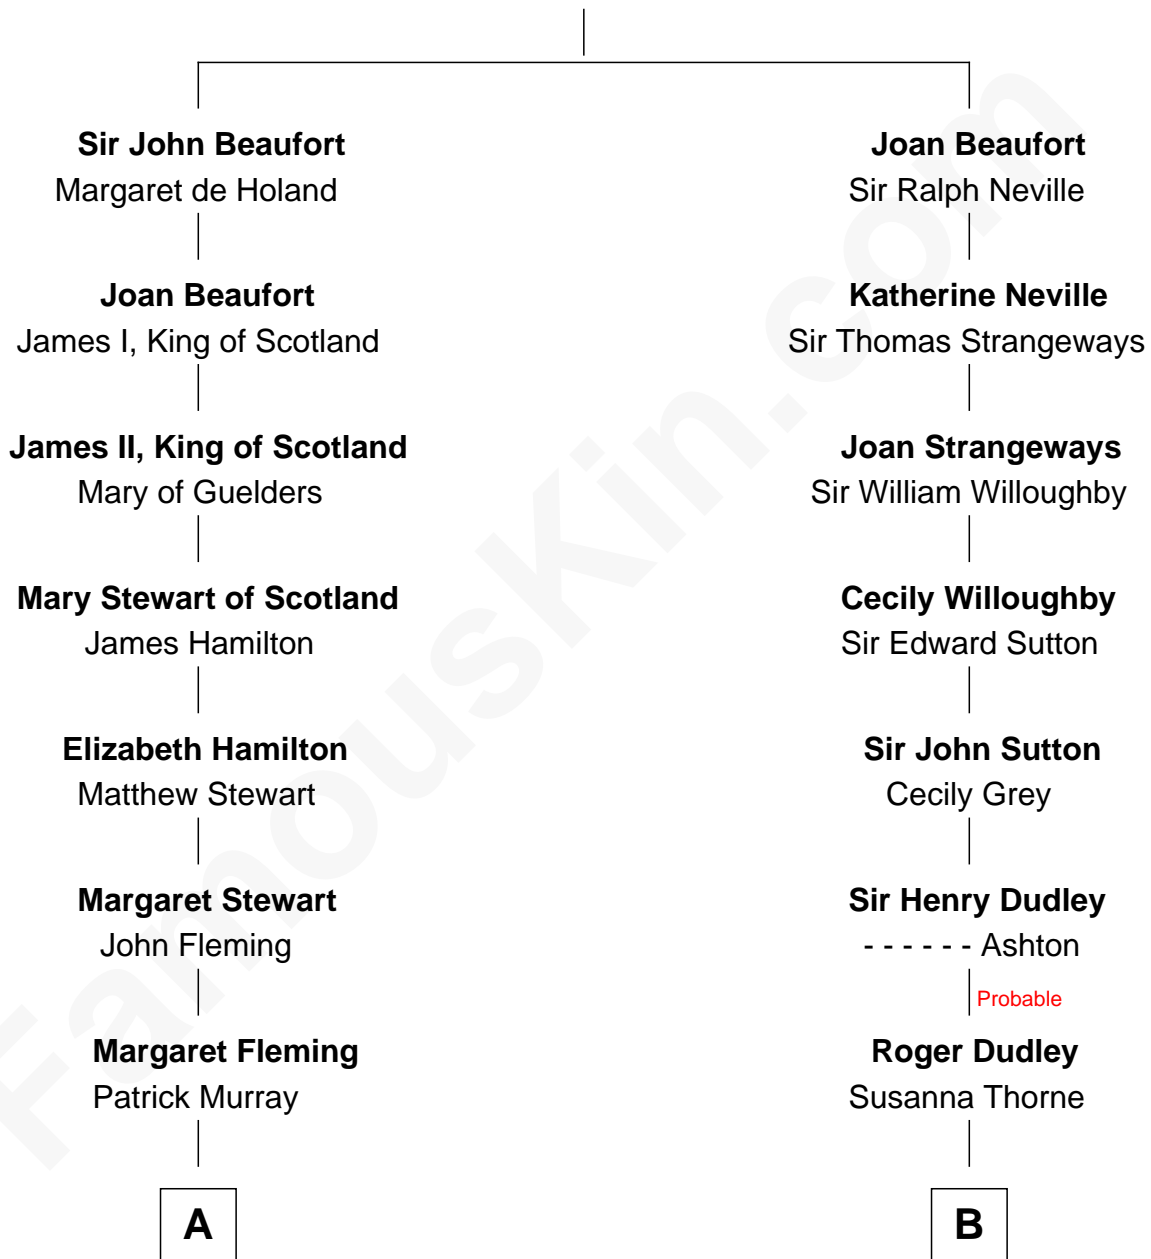 Sir John Beaufort
Margaret de Holand
Joan Beaufort
James I, King of Scotland
James II, King of Scotland
Mary of Guelders
Mary Stewart of Scotland
James Hamilton
Elizabeth Hamilton
Matthew Stewart
Margaret Stewart
John Fleming
Margaret Fleming
Patrick Murray
A
Joan Beaufort
Sir Ralph Neville
Katherine Neville
Sir Thomas Strangeways
Joan Strangeways
Sir William Willoughby
Cecily Willoughby
Sir Edward Sutton
Sir John Sutton
Cecily Grey
Sir Henry Dudley
- - - - - - Ashton
Probable
Roger Dudley
Susanna Thorne
B
FamousKin.com